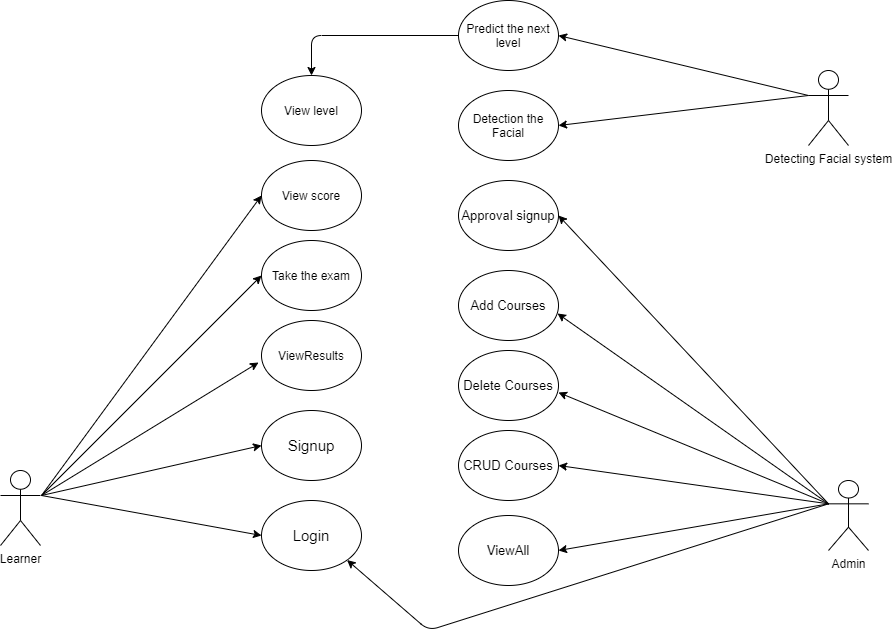 Predict the next
level
View level
Detection the
Facial
Detecting Facial system
View score
Approval signup
Take the exam
Add Courses
ViewResults
Delete Courses
Signup
CRUD Courses
Login
ViewAll
Learner
Admin